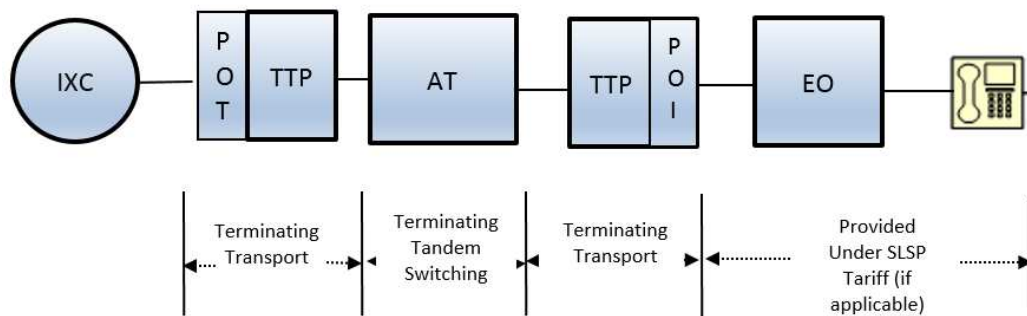 IXC
P
O
T
TTP
AT
TTP
P
O
I
EO
Terminating
Transport
Terminating
Tandem
Switching
Terminating
Transport
Provided
Under SLSP
Tariff (if
applicable)